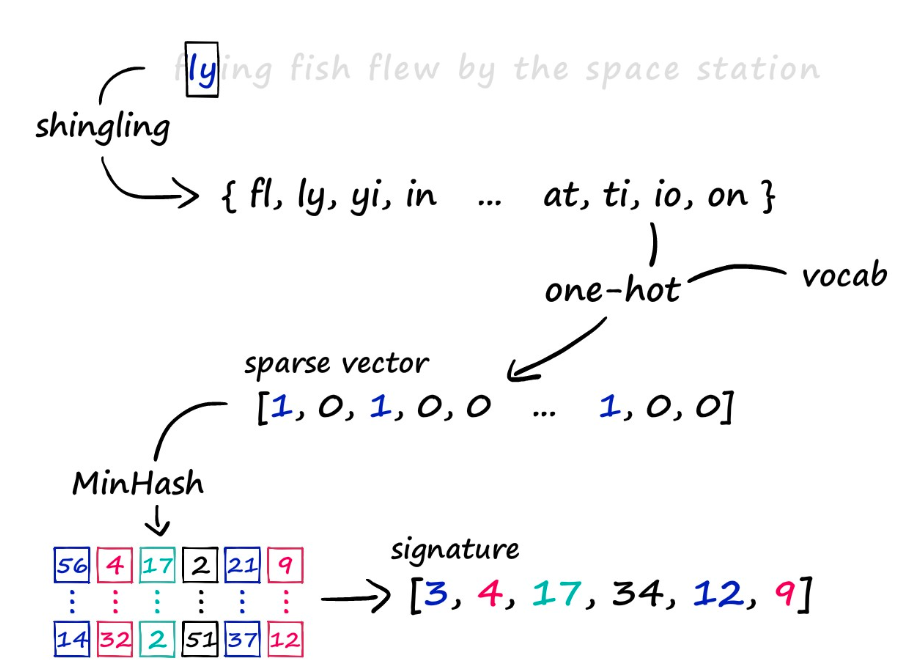 flying fish flew by the space station
shingling
{ fl, ly, yi, in ... at, ti, io, on }
one-hot
vocab
sparse vector
[1, 0, 1, 0, 0 ... 1, 0, 0]
MinHash
56 4 17 2 21 9
14 32 2 51 37 12
signature
[3, 4, 17, 34, 12, 9]